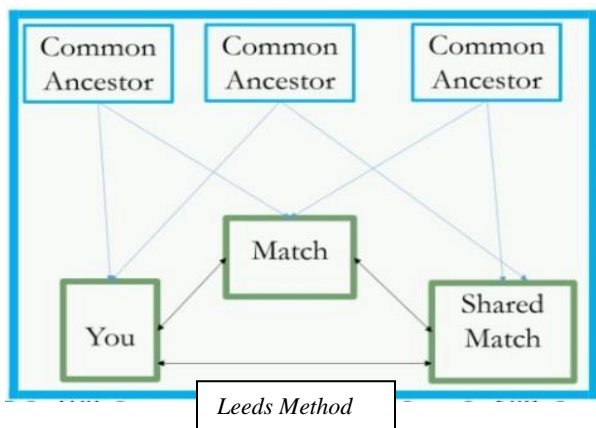 Common
Ancestor
Common
Ancestor
Common
Ancestor
Match
You
Shared
Match
Leeds Method